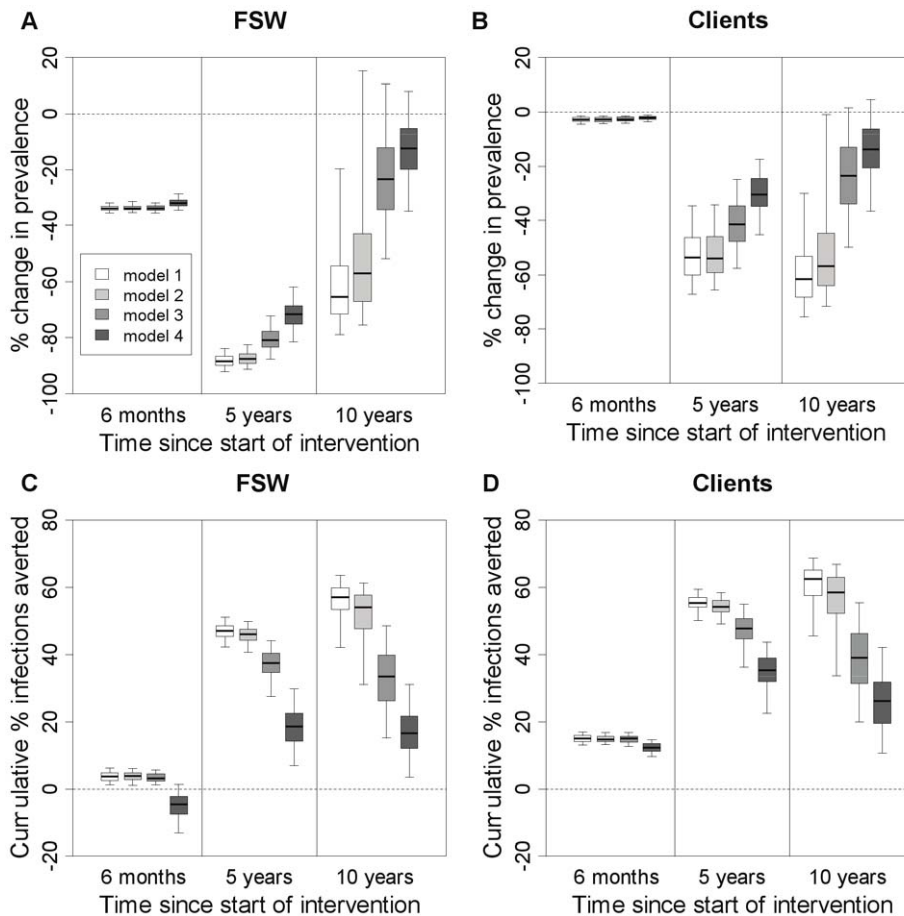 A
FSW
% change in prevalence
20
0
-20
-40
-60
-80
-100
model 1
model 2
model 3
model 4
6 months
5 years
10 years
Time since start of intervention
B
Clients
% change in prevalence
20
0
-20
-40
-60
-80
-100
6 months
5 years
10 years
Time since start of intervention
C
FSW
Cumulative % infections averted
80
60
40
20
0
-20
6 months
5 years
10 years
Time since start of intervention
D
Clients
Cumulative % infections averted
80
60
40
20
0
-20
6 months
5 years
10 years
Time since start of intervention